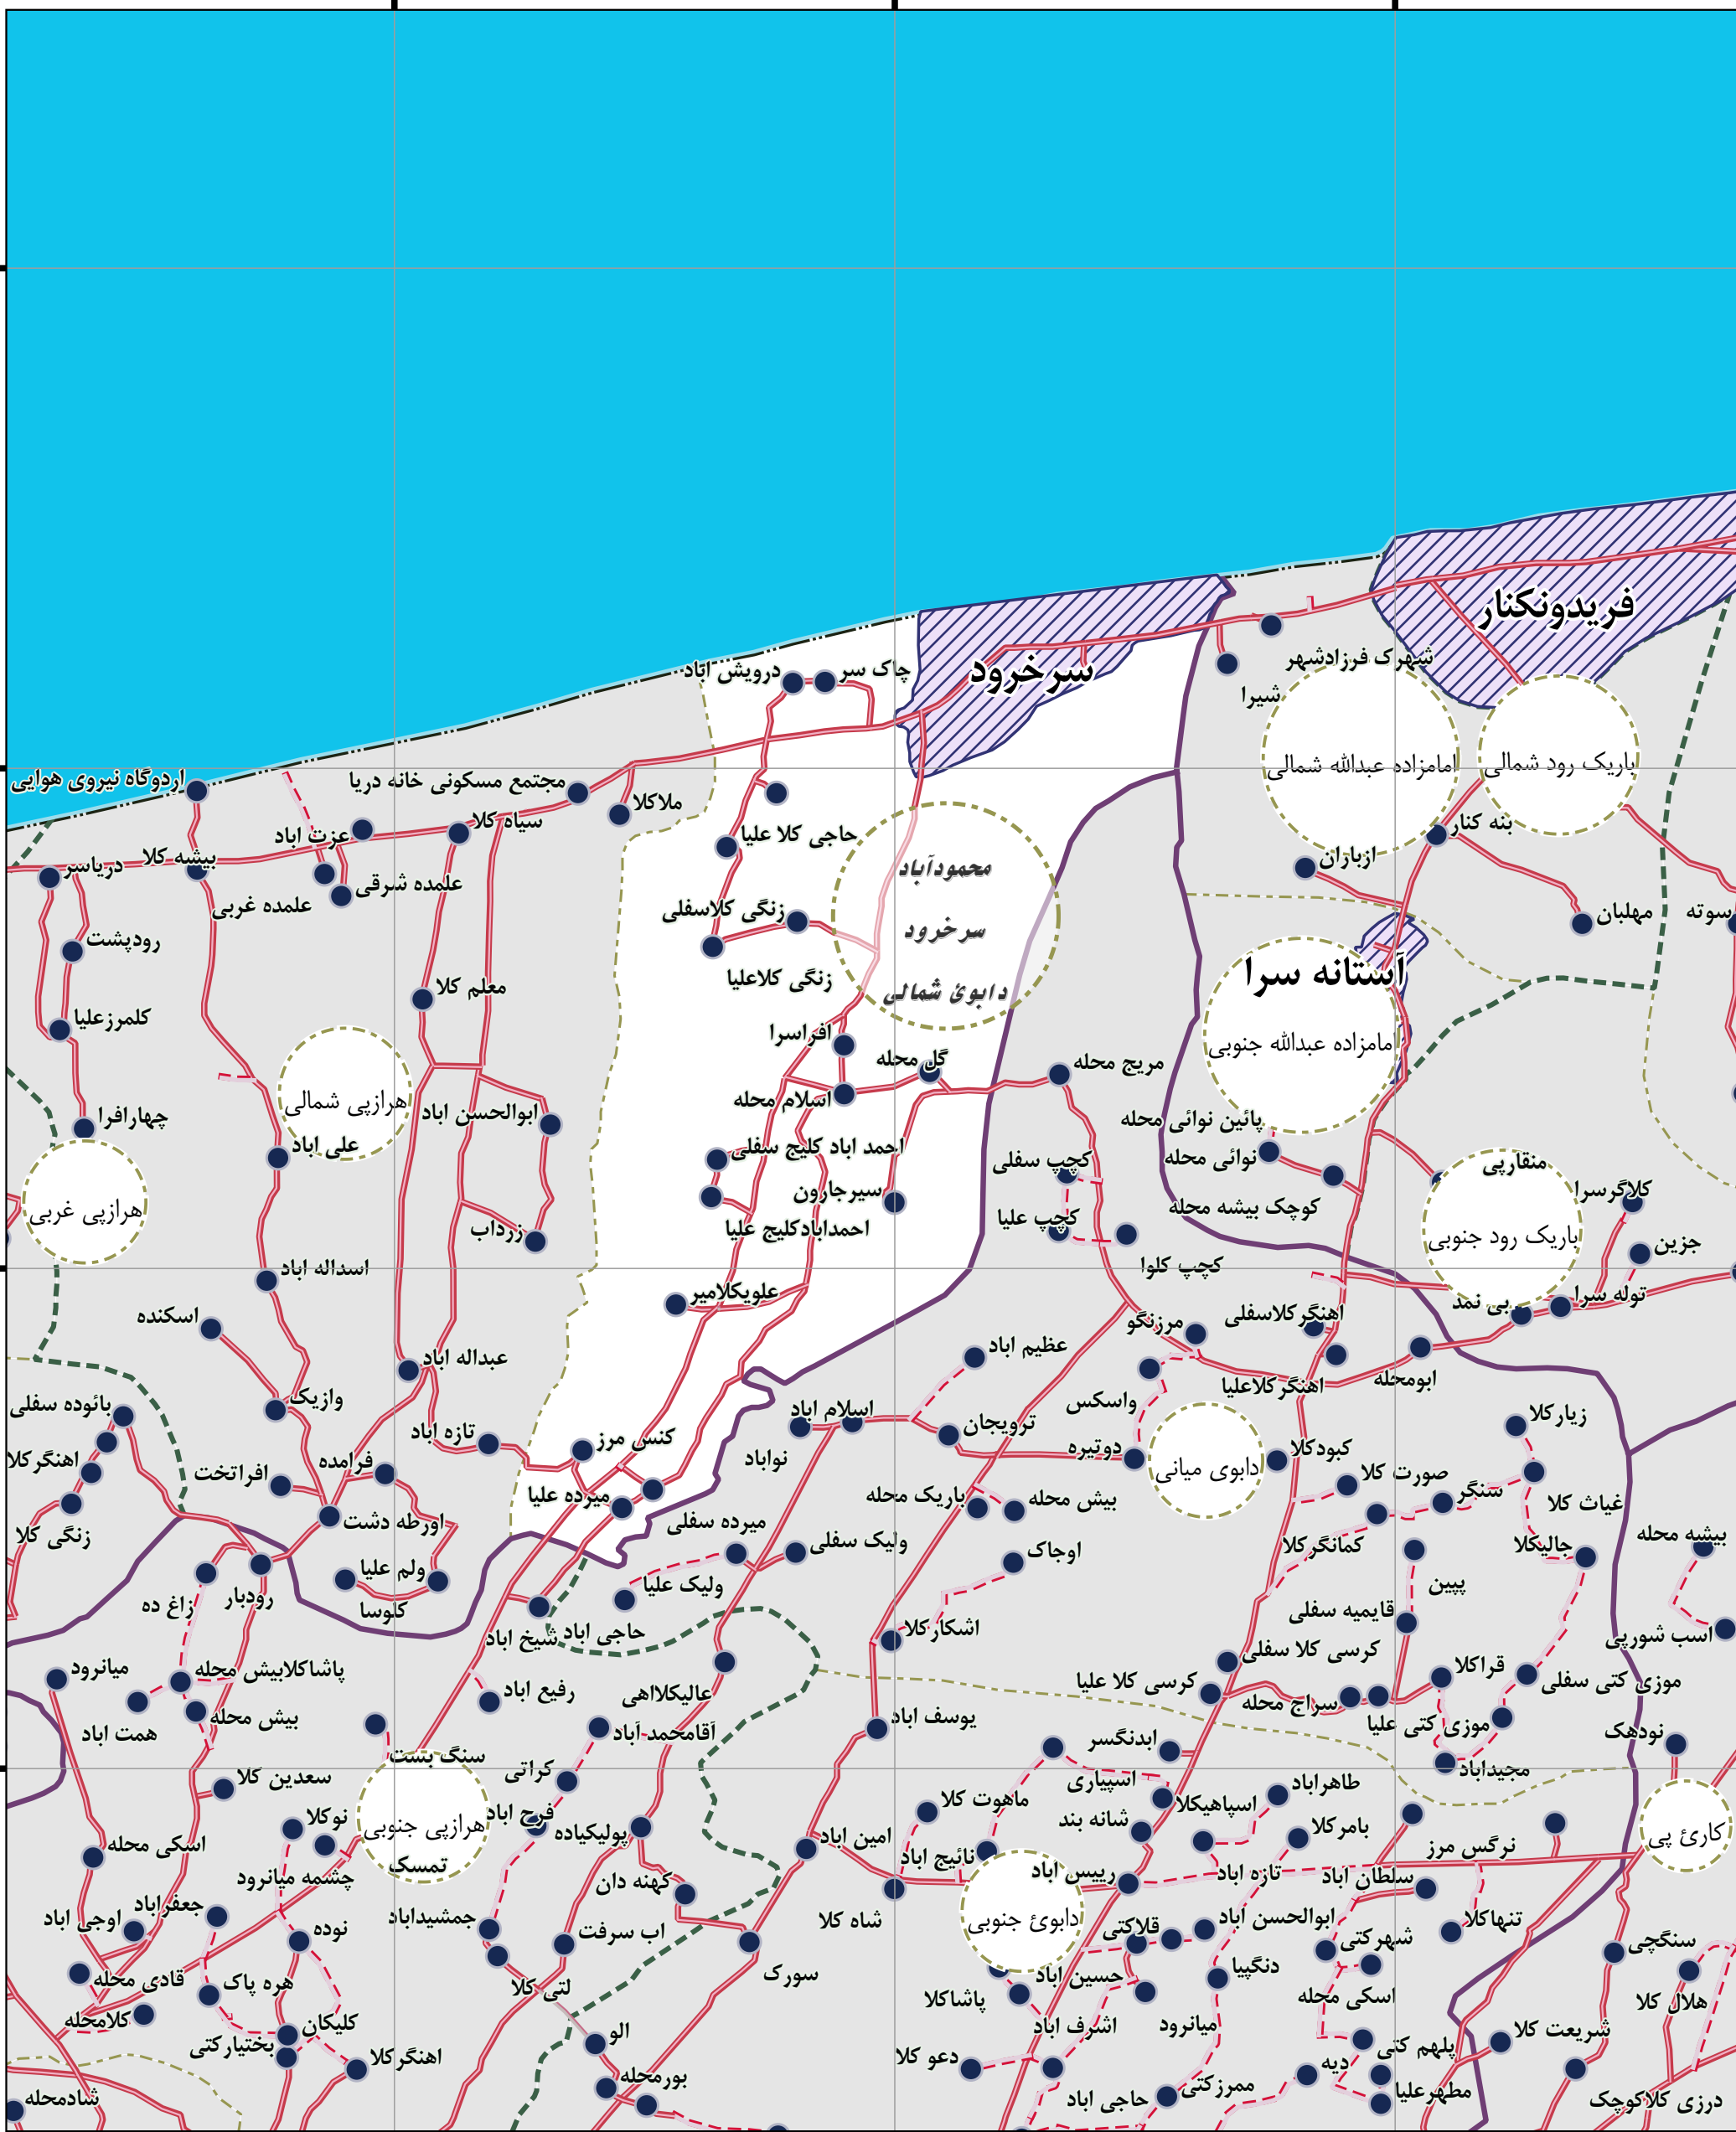 فریدونکنار
سرخرود
شهرک فرزادشهر
چاک سر
درویش اباد
شیرا
باریک رود شمالی
امامزاده عبدالله شمالی
اردوگاه نیروی هوایی
مجتمع مسکونی خانه دریا
ملاکلا
سیاه کلا
عزت اباد
بیشه کلا
دریاسر
حاجی کلا علیا
بنه کنار
ازباران
محمودآباد
سرخرود
دابوئ شمالی
علمده شرقی
علمده غربی
زنگی کلاسفلی
مهلبان
سوته
رودپشت
زنگی کلاعلیا
آستانه سرا
امامزاده عبدالله جنوبی
معلم کلا
کلمرزعلیا
افراسرا
گل محله
مریج محله
اسلام محله
هرازپی شمالی
ابوالحسن اباد
چهارافرا
علی اباد
پائین نوائی محله
نوائی محله
احمد اباد کلیج سفلی
کچپ سفلی
منقارپی
کلاگرسرا
سیرجارون
کوچک بیشه محله
هرازپی غربی
کچپ علیا
احمدابادکلیج علیا
زرداب
باریک رود جنوبی
جزین
کچپ کلوا
اسداله اباد
علویکلامیر
توله سرا
بی نمد
اسکنده
اهنگرکلاسفلی
مرزنگو
عظیم اباد
عبداله اباد
ابومحله
اهنگرکلاعلیا
وازیک
بائوده سفلی
واسکس
اسلام اباد
ترویجان
زیارکلا
تازه اباد
کنس مرز
نواباد
دوتیره
کبودکلا
دابوی میانی
اهنگرکلا
افراتخت
فرامده
صورت کلا
سنگر
غیاث کلا
میرده علیا
باریک محله
بیش محله
زنگی کلا
اورطه دشت
میرده سفلی
ولیک سفلی
کمانگرکلا
جالیکلا
بیشه محله
اوجاک
ولم علیا
ولیک علیا
پپین
زاغ ده
رودبار
کلوسا
قایمیه سفلی
شیخ اباد
حاجی اباد
اشکارکلا
اسب شورپی
کرسی کلا سفلی
میانرود
پاشاکلابیش محله
قراکلا
موزی کتی سفلی
کرسی کلا علیا
رفیع اباد
عالیکلااهی
سراج محله
همت اباد
بیش محله
یوسف اباد
موزی کتی علیا
نودهک
آقامحمد آباد
ابدنگسر
سنگ بست
کراتی
مجیداباد
سعدین کلا
اسپیاری
طاهراباد
ماهوت کلا
اسپاهیکلا
نوکلا
فرح اباد
هرازپی جنوبی
تمسک
پولیکیاده
شانه بند
بامرکلا
کارئ پی
امین اباد
اسکی محله
نائیج اباد
نرگس مرز
چشمه میانرود
کهنه دان
رییس اباد
تازه اباد
سلطان اباد
جعفراباد
اوجی اباد
جمشیداباد
شاه کلا
دابوئ جنوبی
ابوالحسن اباد
تنهاکلا
نوده
اب سرفت
قلاکتی
شهرکتی
سنگچی
قادی محله
هره پاک
لتی کلا
سورک
حسین اباد
دنگپیا
اسکی محله
پاشاکلا
هلال کلا
کلامحله
کلیکان
اشرف اباد
میانرود
بختیارکتی
الو
شریعت کلا
اهنگرکلا
دعو کلا
پلهم کتی
دیه
بورمحله
ممرزکتی
مطهرعلیا
شادمحله
حاجی اباد
درزی کلاکوچک